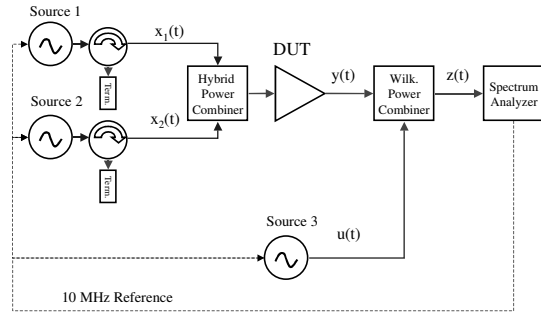 Source 1
x1(t)
Term.
Hybrid
Power
Combiner
DUT
y(t)
Wilk.
Power
Combiner
z(t)
Spectrum
Analyzer
Source 2
x2(t)
Term.
Source 3
u(t)
10 MHz Reference